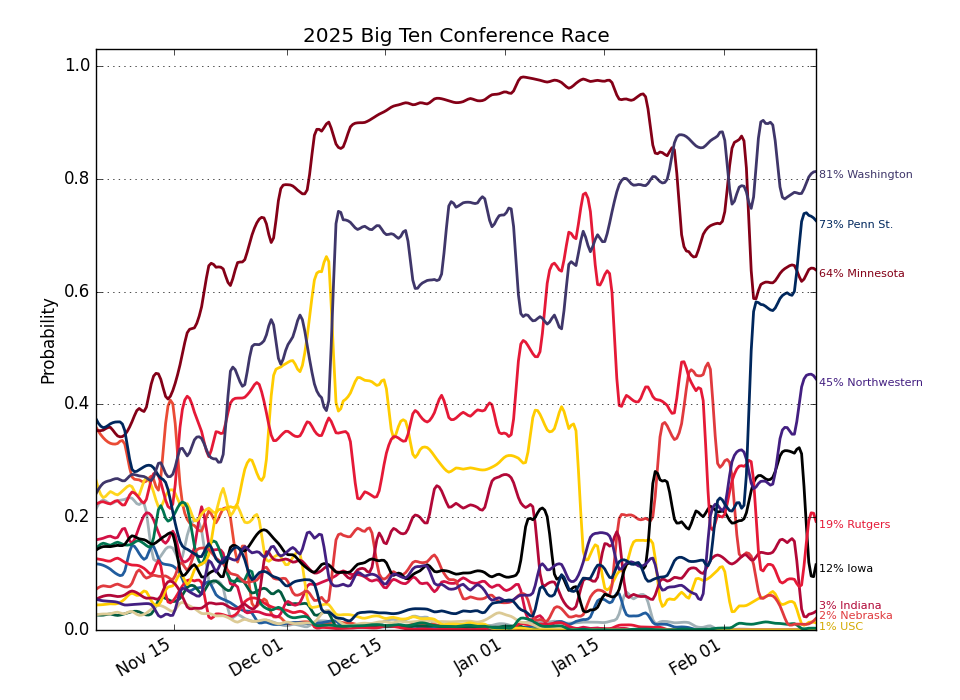 2025 Big Ten Conference Race
1.0
0.8
0.6
0.4
0.2
0.0
Probability
81% Washington
73% Penn St.
64% Minnesota
45% Northwestern
19% Rutgers
12% Iowa
3% Indiana
2% Nebraska
1% USC
Nov 15
Dec 01
Dec 15
Jan 01
Jan 15
Feb 01